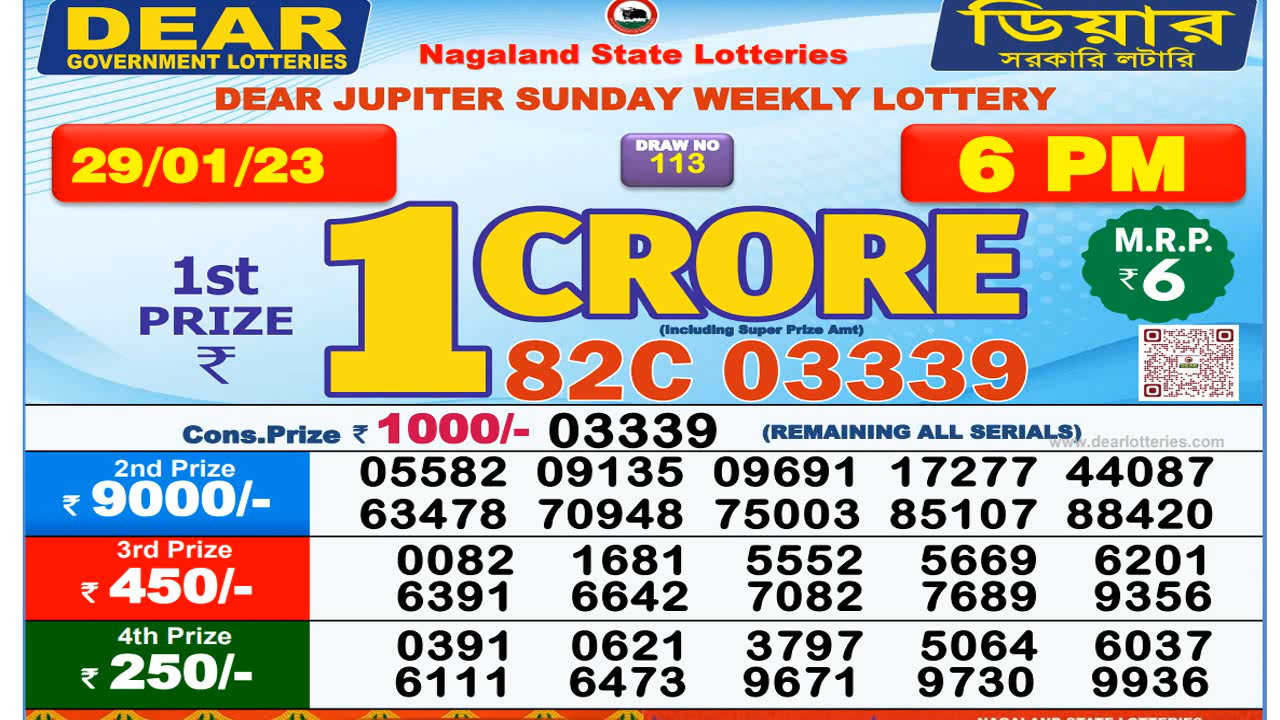 DEAR
GOVERNMENT LOTTERIES
Nagaland State Lotteries
ডিয়ার
সরকারি লটারি
DEAR JUPITER SUNDAY WEEKLY LOTTERY
29/01/23
DRAW NO
113
6 PM
1st
PRIZE
₹
1 CRORE
(Including Super Prize Amt)
M.R.P.
₹ 6
82C 03339
Cons.Prize ₹ 1000/- 03339 (REMAINING ALL SERIALS)
www.dearlotteries.com
2nd Prize
₹ 9000/-
05582 09135 09691 17277 44087
63478 70948 75003 85107 88420
3rd Prize
₹ 450/-
0082 1681 5552 5669 6201
6391 6642 7082 7689 9356
4th Prize
₹ 250/-
0391 0621 3797 5064 6037
6111 6473 9671 9730 9936
NAGALAND STATE LOTTERIES